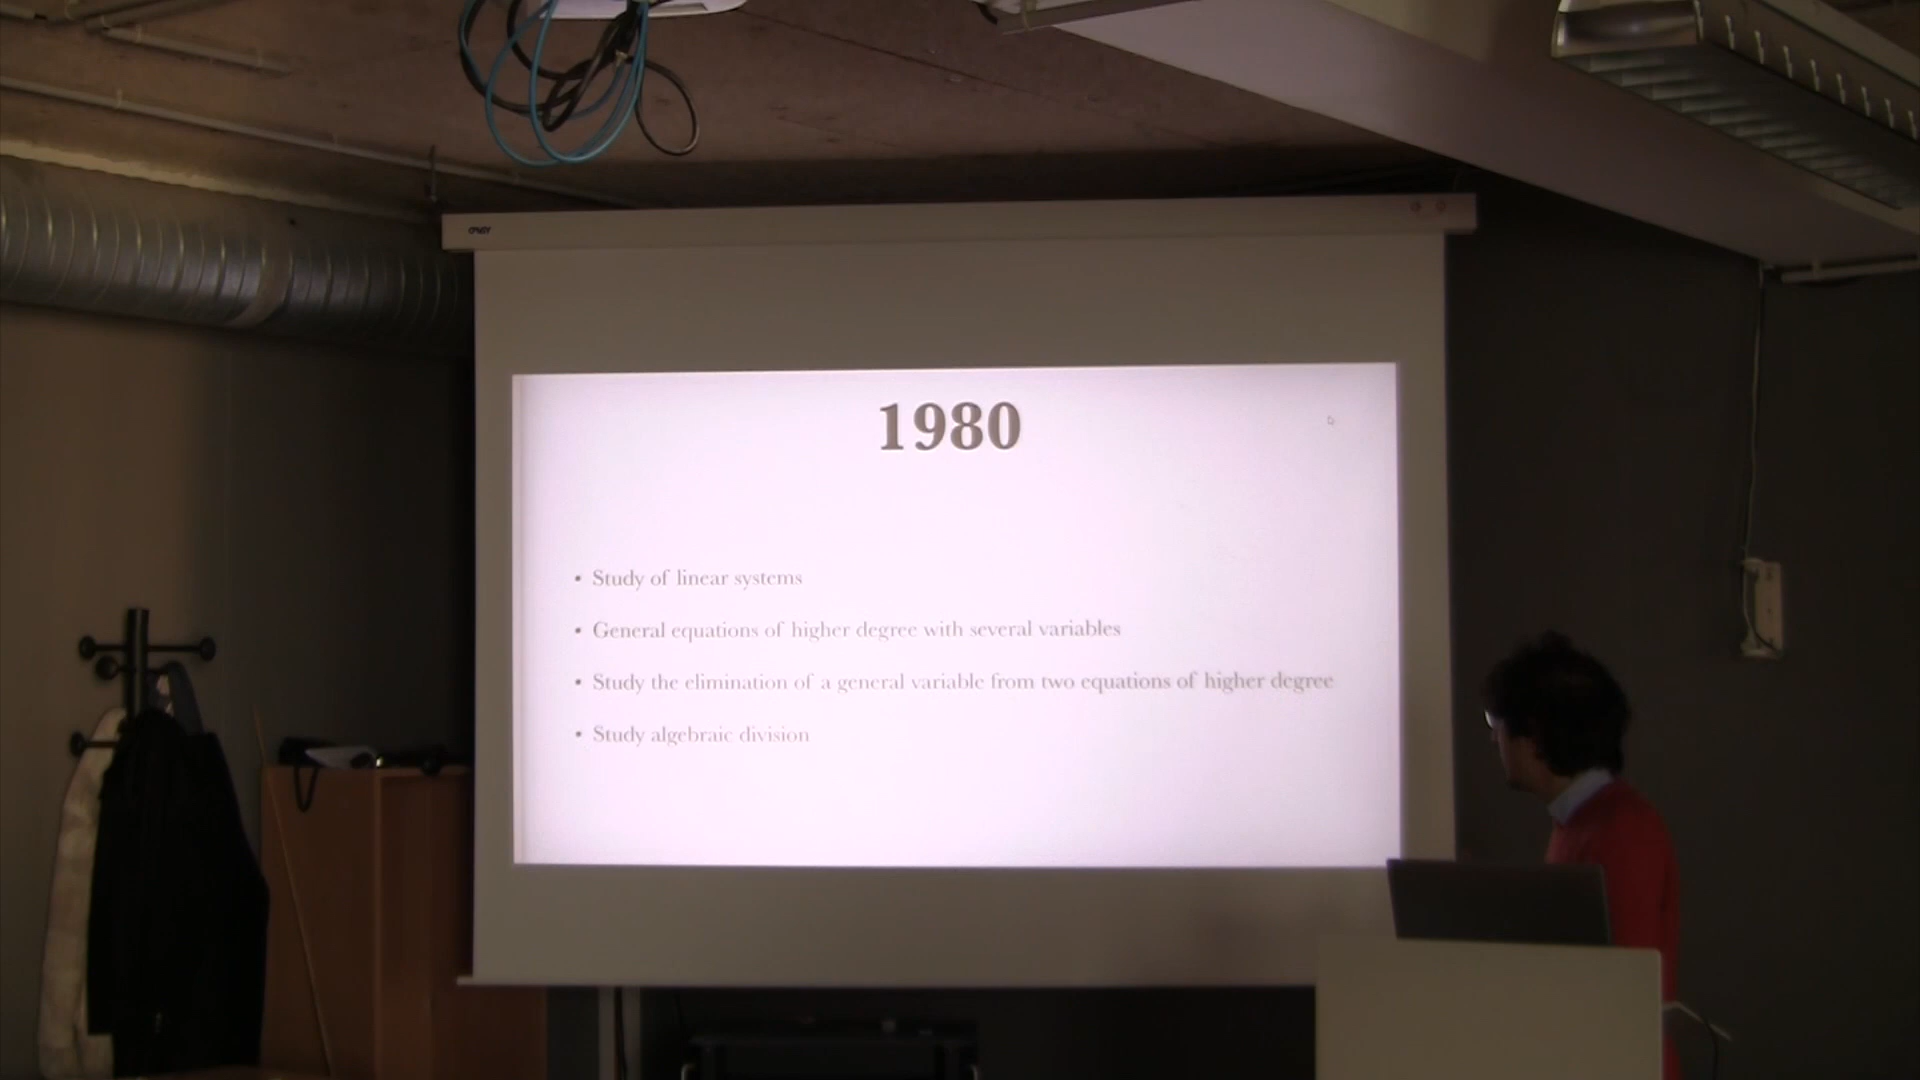 1980
• Study of linear systems
• General equations of higher degree with several variables
• Study the elimination of a general variable from two equations of higher degree
• Study algebraic division